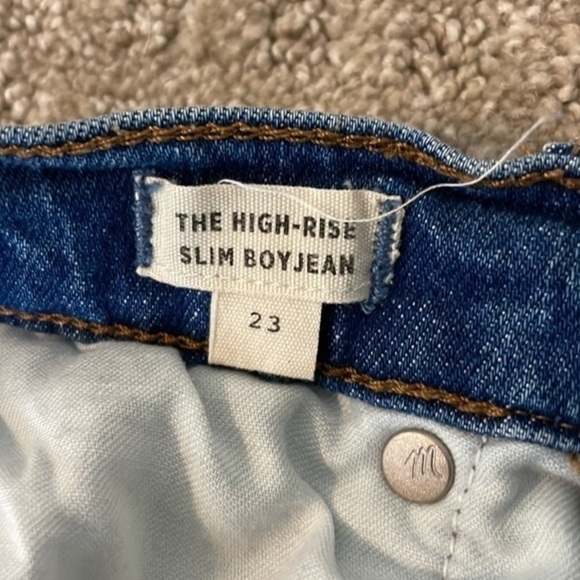 THE HIGH-RISE
SLIM BOYJEAN
23
m